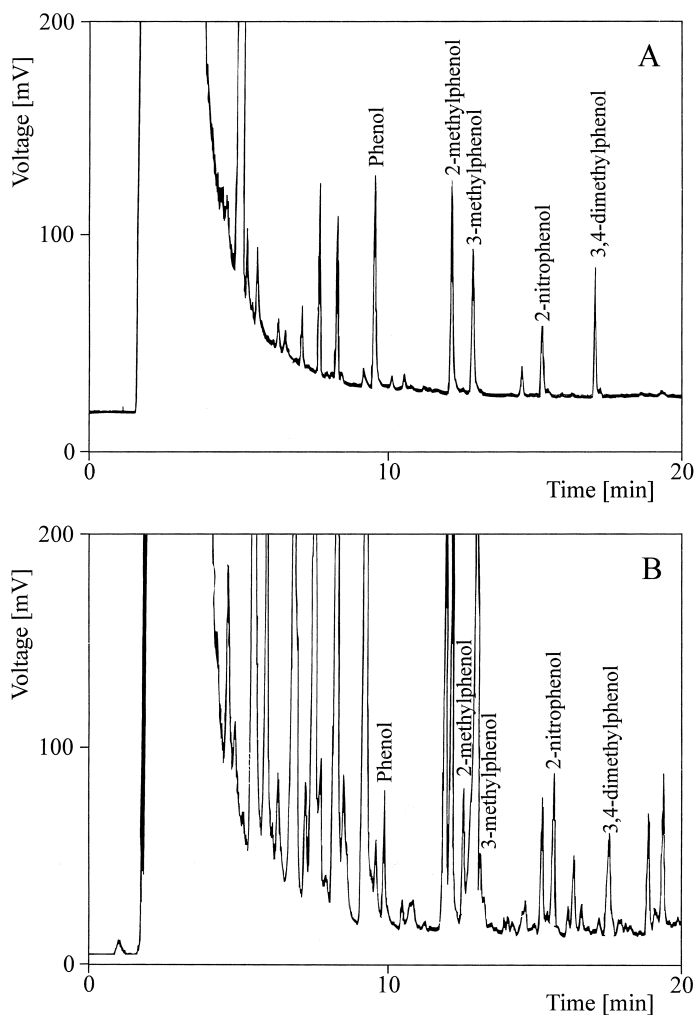 200
A
Voltage [mV]
100
0
Phenol
2-methylphenol
3-methylphenol
2-nitrophenol
3,4-dimethylphenol
0
10
20
Time [min]
200
B
Voltage [mV]
100
0
Phenol
2-methylphenol
3-methylphenol
2-nitrophenol
3,4-dimethylphenol
0
10
20
Time [min]